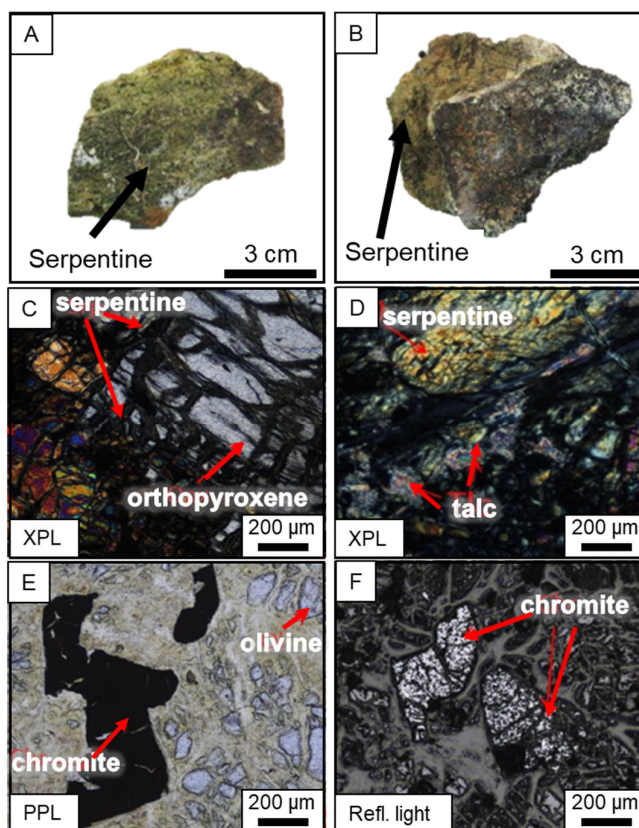 A
Serpentine
3 cm
B
Serpentine
3 cm
C
serpentine
orthopyroxene
XPL
200 µm
D
serpentine
talc
XPL
200 µm
E
olivine
chromite
PPL
200 µm
F
chromite
Refl. light
200 µm